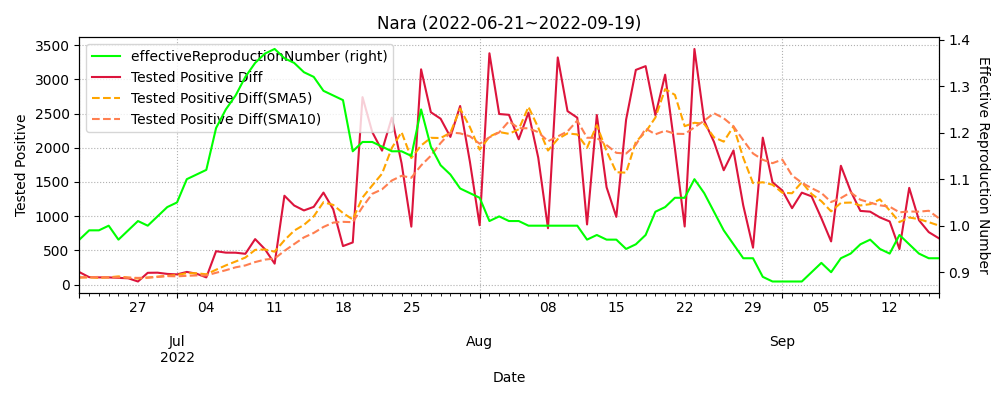 Nara (2022-06-21~2022-09-19)
effectiveReproductionNumber (right)
Tested Positive Diff
Tested Positive Diff(SMA5)
Tested Positive Diff(SMA10)
Tested Positive
3500
3000
2500
2000
1500
1000
500
0
1.4
1.3
1.2
1.1
1.0
0.9
Effective Reproduction Number
27 04 11 18 25 08 15 22 29 05 12
Jul Aug Sep
2022
Date